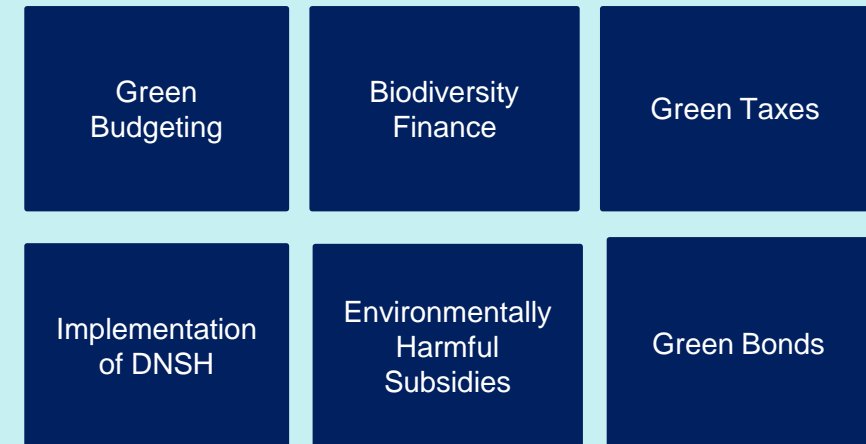 Green
Budgeting
Biodiversity
Finance
Green Taxes
Implementation
of DNSH
Environmentally
Harmful
Subsidies
Green Bonds